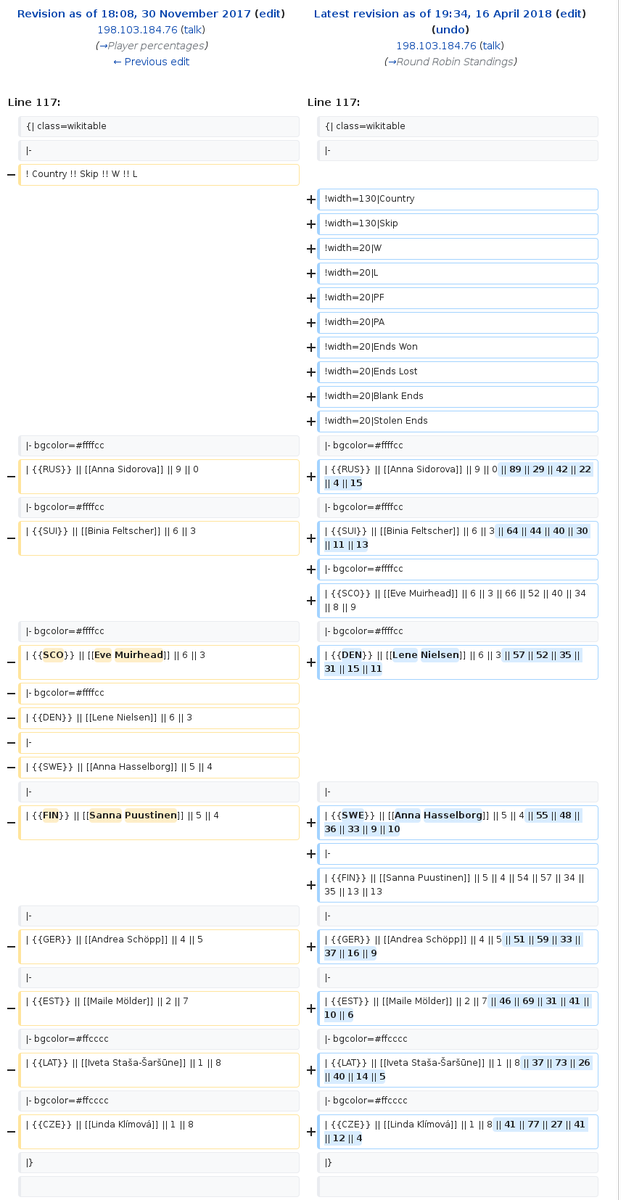 Revision as of 18:08, 30 November 2017 (edit)
198.103.184.76 (talk)
(→Player percentages)
← Previous edit
Latest revision as of 19:34, 16 April 2018 (edit)
(undo)
198.103.184.76 (talk)
(→Round Robin Standings)
Line 117:
Line 117:
{| class=wikitable
{| class=wikitable
|-
|-
− ! Country !! Skip !! W !! L
+ !width=130|Country
+ !width=130|Skip
+ !width=20|W
+ !width=20|L
+ !width=20|PF
+ !width=20|PA
+ !width=20|Ends Won
+ !width=20|Ends Lost
+ !width=20|Blank Ends
+ !width=20|Stolen Ends
|- bgcolor=#ffffcc
|- bgcolor=#ffffcc
− | {{RUS}} || [[Anna Sidorova]] || 9 || 0
+ | {{RUS}} || [[Anna Sidorova]] || 9 || 0 || 89 || 29 || 42 || 22
|| 4 || 15
|- bgcolor=#ffffcc
|- bgcolor=#ffffcc
− | {{SUI}} || [[Binia Feltscher]] || 6 || 3
+ | {{SUI}} || [[Binia Feltscher]] || 6 || 3 || 64 || 44 || 40 || 30
|| 11 || 13
+ |- bgcolor=#ffffcc
+ | {{SCO}} || [[Eve Muirhead]] || 6 || 3 || 66 || 52 || 40 || 34
|| 8 || 9
|- bgcolor=#ffffcc
|- bgcolor=#ffffcc
− | {{SCO}} || [[Eve Muirhead]] || 6 || 3
+ | {{DEN}} || [[Lene Nielsen]] || 6 || 3 || 57 || 52 || 35 ||
31 || 15 || 11
− |- bgcolor=#ffffcc
− | {{DEN}} || [[Lene Nielsen]] || 6 || 3
− |-
− | {{SWE}} || [[Anna Hasselborg]] || 5 || 4
|-
|-
− | {{FIN}} || [[Sanna Puustinen]] || 5 || 4
+ | {{SWE}} || [[Anna Hasselborg]] || 5 || 4 || 55 || 48 ||
36 || 33 || 9 || 10
+ |-
+ | {{FIN}} || [[Sanna Puustinen]] || 5 || 4 || 54 || 57 || 34 ||
35 || 13 || 13
|-
|-
− | {{GER}} || [[Andrea Schöpp]] || 4 || 5
+ | {{GER}} || [[Andrea Schöpp]] || 4 || 5 || 51 || 59 || 33 ||
37 || 16 || 9
|-
|-
− | {{EST}} || [[Maile Mölder]] || 2 || 7
+ | {{EST}} || [[Maile Mölder]] || 2 || 7 || 46 || 69 || 31 || 41 ||
10 || 6
|- bgcolor=#ffcccc
|- bgcolor=#ffcccc
− | {{LAT}} || [[Iveta Staša-Šaršūne]] || 1 || 8
+ | {{LAT}} || [[Iveta Staša-Šaršūne]] || 1 || 8 || 37 || 73 || 26
|| 40 || 14 || 5
|- bgcolor=#ffcccc
|- bgcolor=#ffcccc
− | {{CZE}} || [[Linda Klímová]] || 1 || 8
+ | {{CZE}} || [[Linda Klímová]] || 1 || 8 || 41 || 77 || 27 || 41
|| 12 || 4
|}
|}